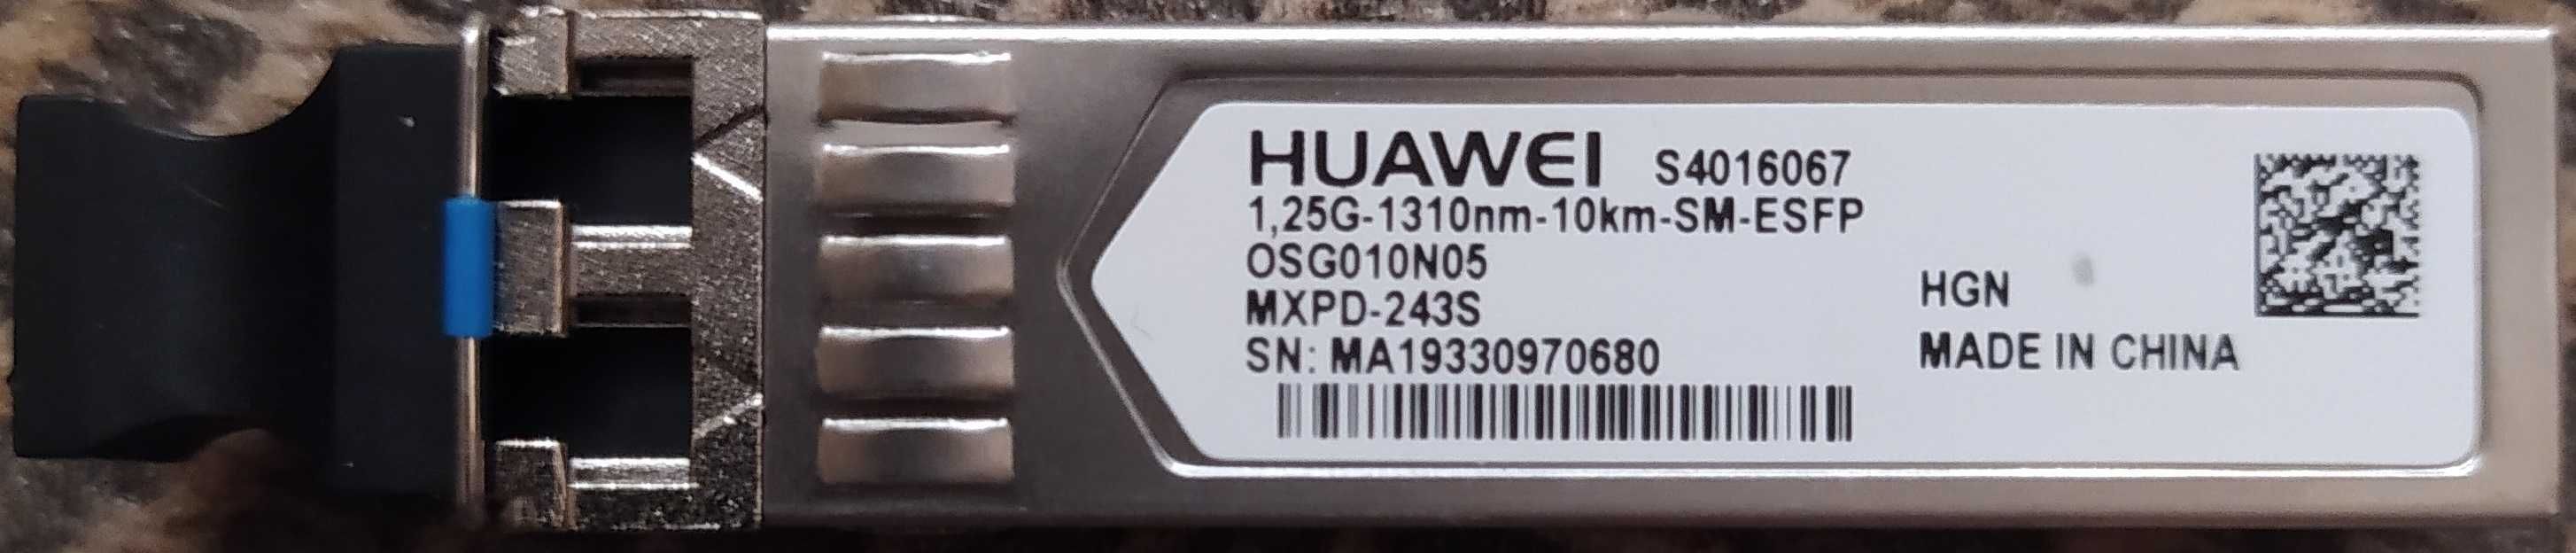 HUAWEI S4016067
1,25G-1310nm-10km-SM-ESFP
OSG010N05
MXPD-243S
HGN
SN: MA19330970680
MADE IN CHINA